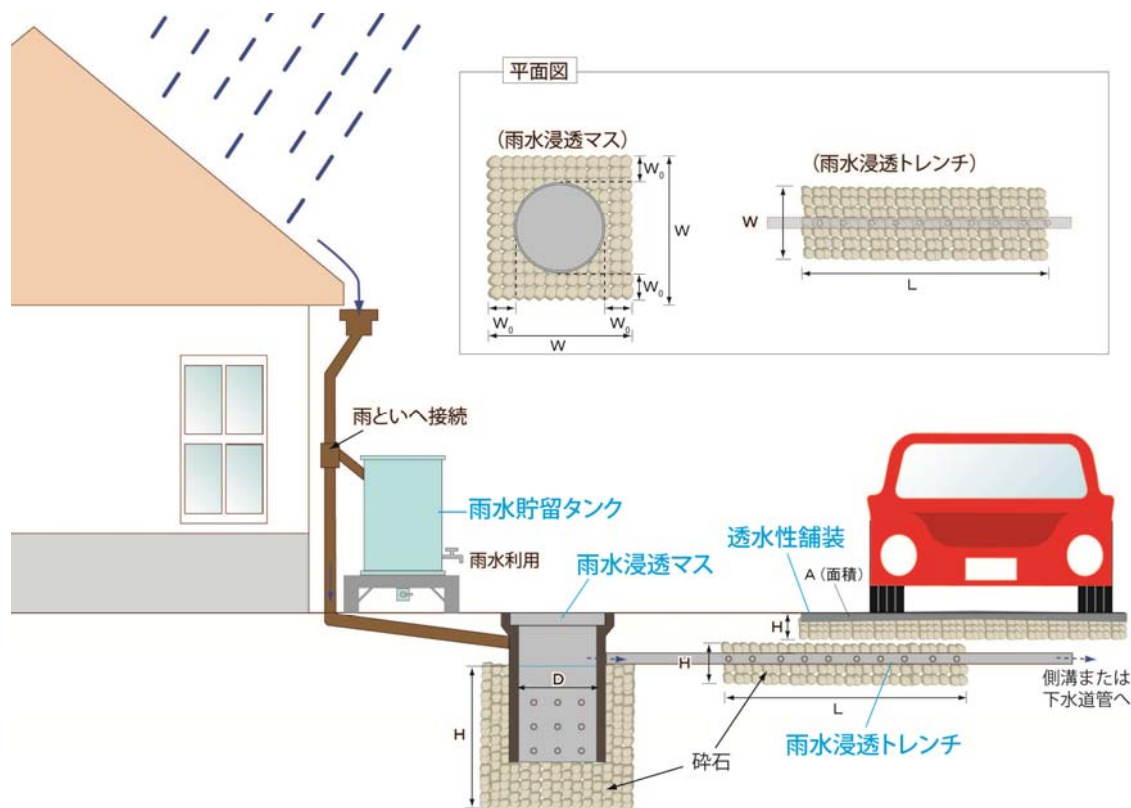 平面図
(雨水浸透マス)
W₀
W
W₀
W₀
W₀
W
(雨水浸透トレンチ)
W
L
雨といへ接続
雨水貯留タンク
雨水利用
雨水浸透マス
透水性舗装
A(面積)
H
H
D
H
L
側溝または
下水道管へ
雨水浸透トレンチ
砕石